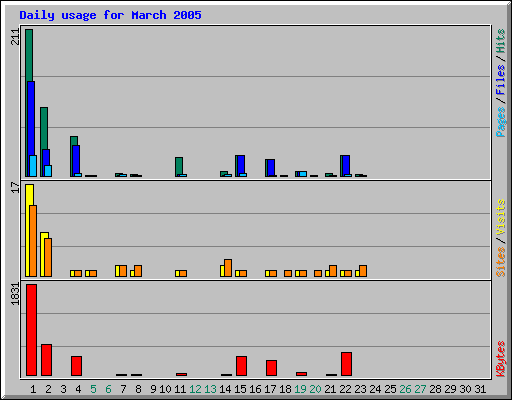 Daily usage for March 2005
211
Pages / Files / Hits
17
Sites / Visits
1831
KBytes
1 2 3 4 5 6 7 8 9 10 11 12 13 14 15 16 17 18 19 20 21 22 23 24 25 26 27 28 29 30 31